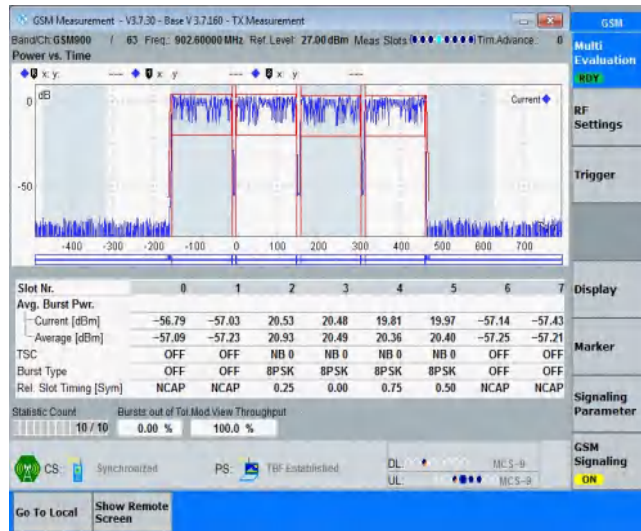 GSM Measurement - V3.7.30 - Base V 3.7.160 - TX Measurement
GSM
Band/Ch: GSM900 / 63 Freq.: 902.60000 MHz Ref. Level: 27.00 dBm Meas Slots: Tim.Advance: 0
Power vs. Time
Multi Evaluation
RDY
x: y: --- x: y: --- x: y: ---
dB
Current
0
-50
-400 -300 -200 -100 0 100 200 300 400 500 600 700
RF Settings
Trigger
Slot Nr. 0 1 2 3 4 5 6 7
Avg. Burst Pwr.
Current [dBm] -56.79 -57.03 20.53 20.48 19.81 19.97 -57.14 -57.43
Average [dBm] -57.09 -57.23 20.93 20.49 20.36 20.40 -57.25 -57.21
TSC OFF OFF NB 0 NB 0 NB 0 NB 0 OFF OFF
Burst Type OFF OFF 8PSK 8PSK 8PSK 8PSK OFF OFF
Rel. Slot Timing [Sym] NCAP NCAP 0.25 0.00 0.75 0.50 NCAP NCAP
Display
Marker
Signaling Parameter
Statistic Count Bursts out of Tol. Mod.View Throughput
10 / 10 0.00 % 100.0 %
CS: Synchronized PS: TBF Established DL: MCS-9
UL: MCS-9
GSM Signaling
ON
Go To Local
Show Remote Screen